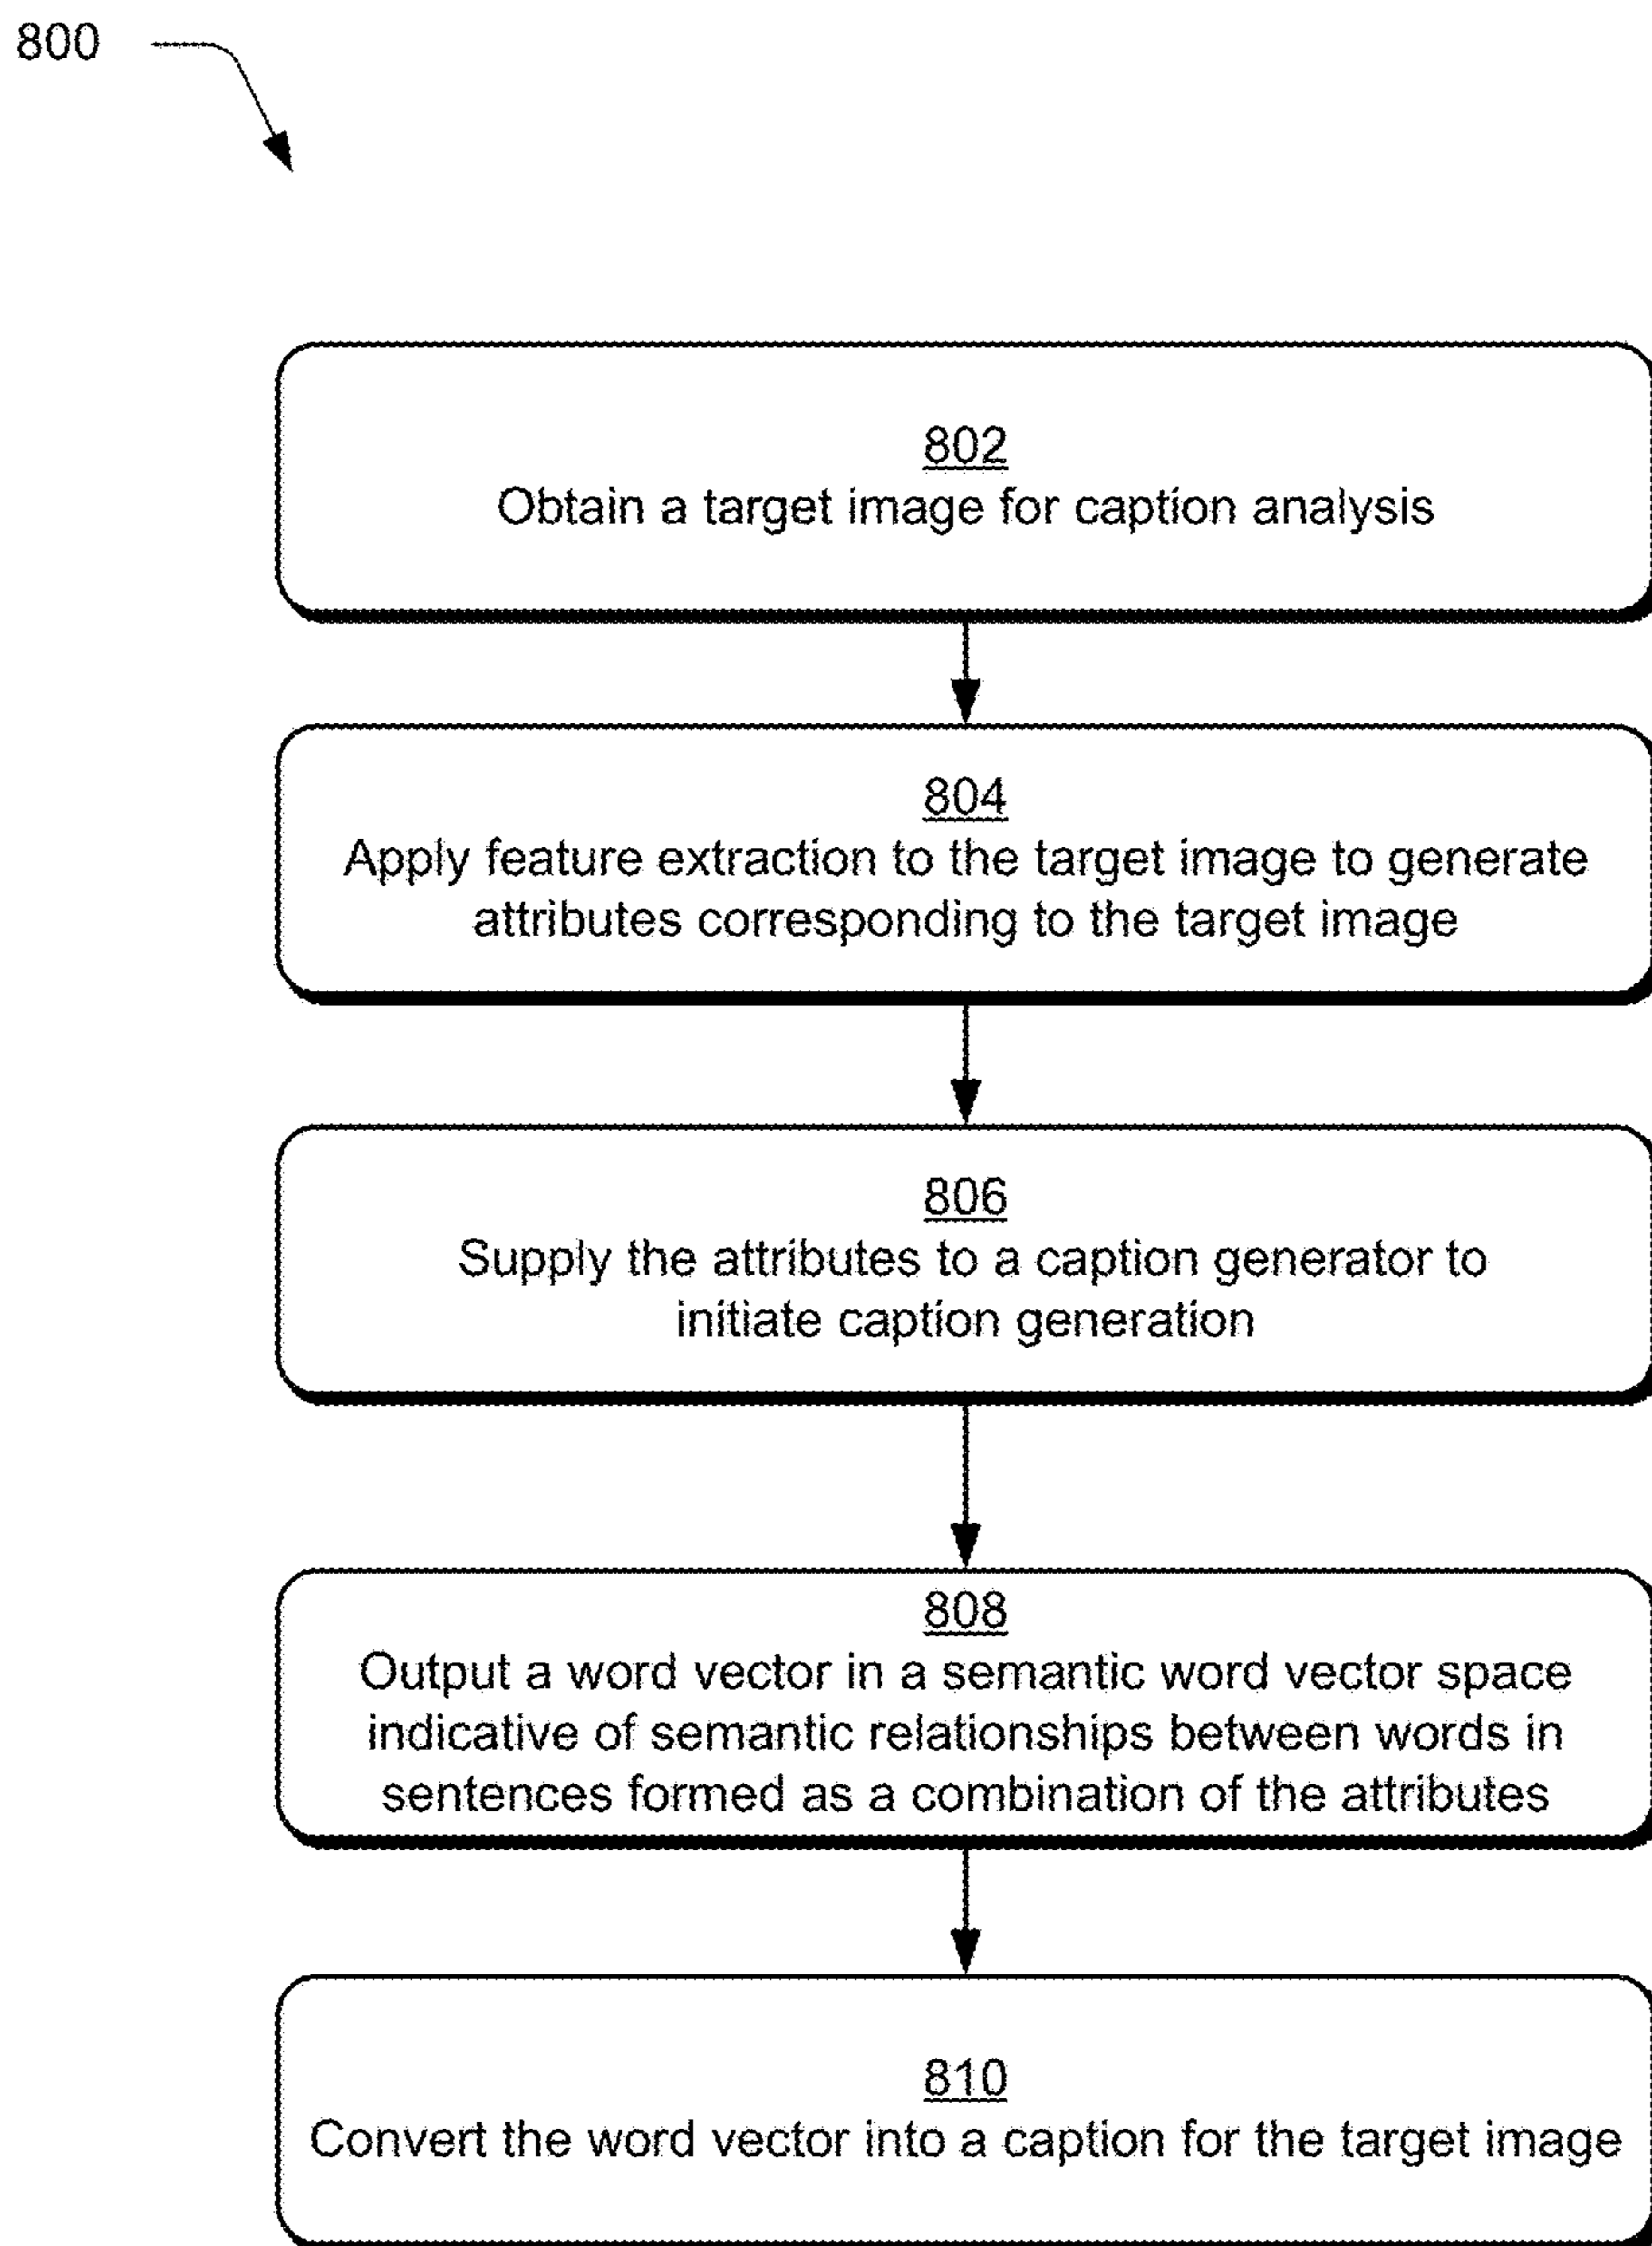 800
802
Obtain a target image for caption analysis
804
Apply feature extraction to the target image to generate
attributes corresponding to the target image
806
Supply the attributes to a caption generator to
initiate caption generation
808
Output a word vector in a semantic word vector space
indicative of semantic relationships between words in
sentences formed as a combination of the attributes
810
Convert the word vector into a caption for the target image